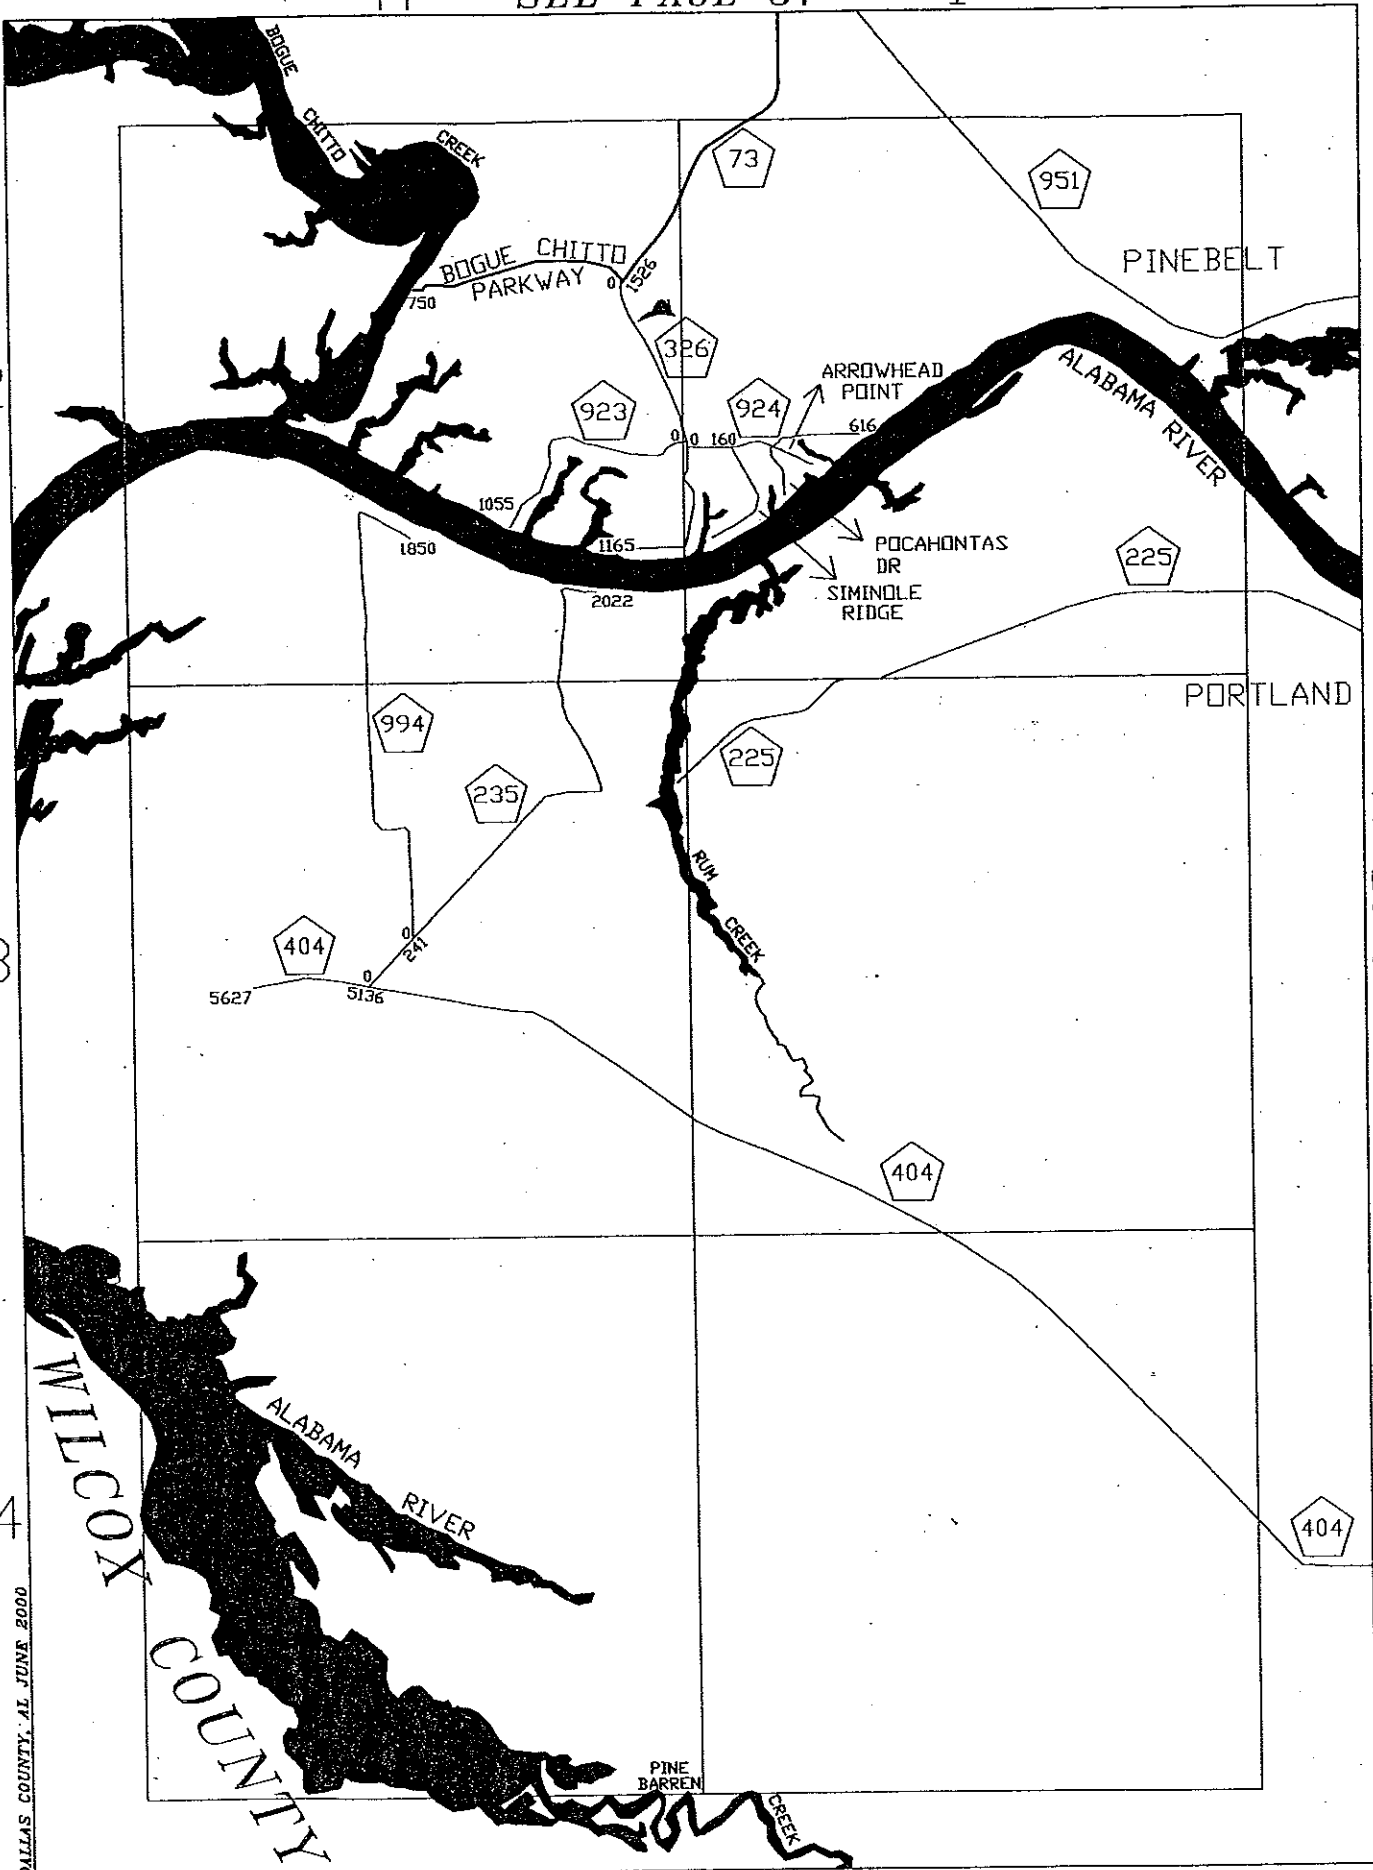 SEE PAGE
BOGUE
CHITTO
CREEK
73
951
PINEBELT
BOGUE CHITTO
PARKWAY
0
1526
750
326
ARROWHEAD
POINT
923
924
616
0
0
160
ALABAMA
RIVER
1055
1850
1165
2022
POCAHONTAS
DR
SIMINOLE
RIDGE
225
PORTLAND
994
225
235
RUM
CREEK
0
241
404
0
5627
5136
404
ALABAMA
RIVER
404
WILCOX
COUNTY
PINE
BARREN
CREEK
4
DALLAS COUNTY, AL JUNE 2000